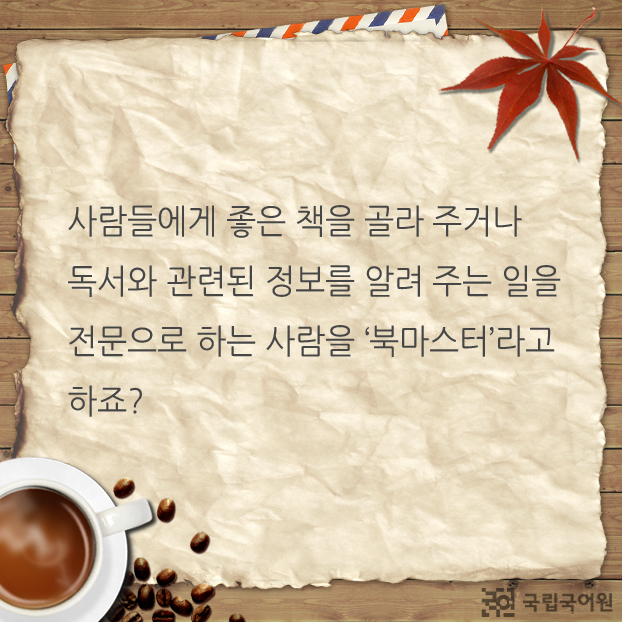 사람들에게 좋은 책을 골라 주거나
독서와 관련된 정보를 알려 주는 일을
전문으로 하는 사람을 ‘북마스터’라고
하죠?
국립국어원